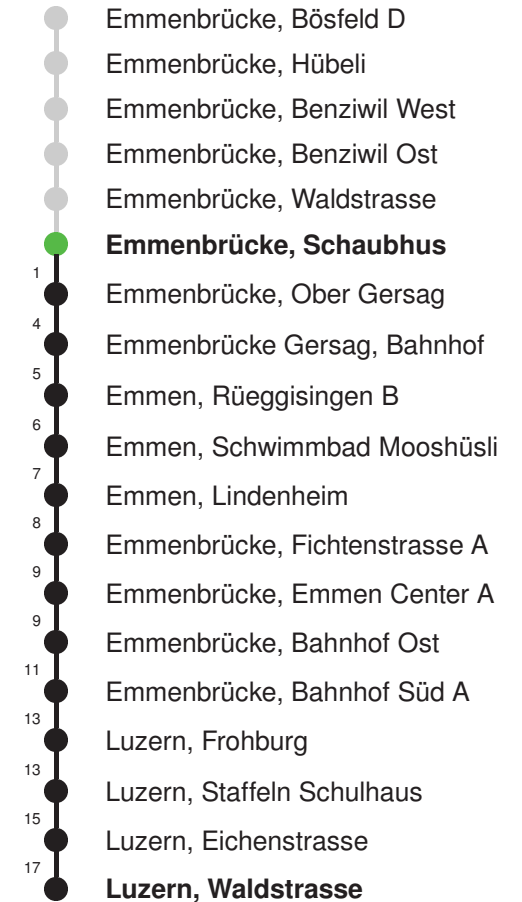 Emmenbrücke, Bösfeld D
Emmenbrücke, Hübeli
Emmenbrücke, Benziwil West
Emmenbrücke, Benziwil Ost
Emmenbrücke, Waldstrasse
Emmenbrücke, Schaubhus
1
Emmenbrücke, Ober Gersag
4
Emmenbrücke Gersag, Bahnhof
5
Emmen, Rüeggisingen B
6
Emmen, Schwimmbad Mooshüsli
7
Emmen, Lindenheim
8
Emmenbrücke, Fichtenstrasse A
9
Emmenbrücke, Emmen Center A
9
Emmenbrücke, Bahnhof Ost
11
Emmenbrücke, Bahnhof Süd A
13
Luzern, Frohburg
13
Luzern, Staffeln Schulhaus
15
Luzern, Eichenstrasse
17
Luzern, Waldstrasse